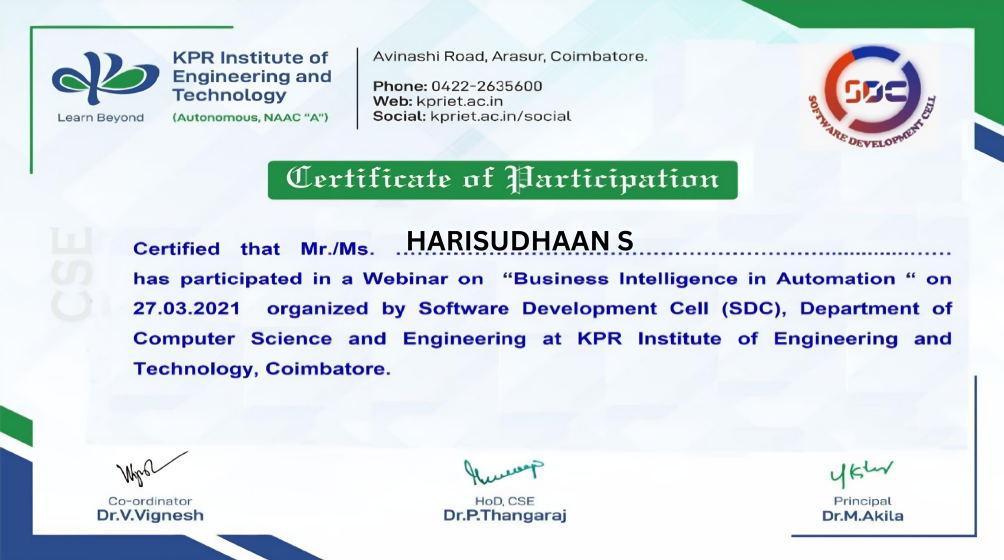 KPR Institute of
Engineering and
Technology
(Autonomous, NAAC "A")
Learn Beyond
Avinashi Road, Arasur, Coimbatore.
Phone: 0422-2635600
Web: kpriet.ac.in
Social: kpriet.ac.in/social
SDC
SOFTWARE DEVELOPMENT CELL
Certificate of Participation
CSE
Certified that Mr./Ms. HARISUDHAAN S
has participated in a Webinar on “Business Intelligence in Automation “ on
27.03.2021 organized by Software Development Cell (SDC), Department of
Computer Science and Engineering at KPR Institute of Engineering and
Technology, Coimbatore.
Co-ordinator
Dr.V.Vignesh
HoD, CSE
Dr.P.Thangaraj
Principal
Dr.M.Akila